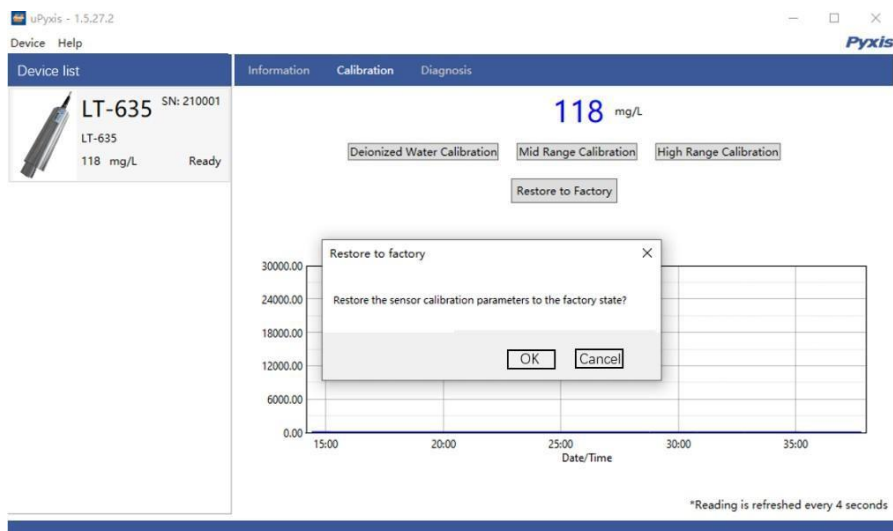 uPyxis - 1.5.27.2
Device Help
Pyxis
Device list
Information Calibration Diagnosis
LT-635 SN: 210001
LT-635
118 mg/L Ready
118 mg/L
Deionized Water Calibration Mid Range Calibration High Range Calibration
Restore to Factory
Restore to factory
Restore the sensor calibration parameters to the factory state?
OK Cancel
30000.00
24000.00
18000.00
12000.00
6000.00
0.00
15:00 20:00 25:00 30:00 35:00
Date/Time
*Reading is refreshed every 4 seconds